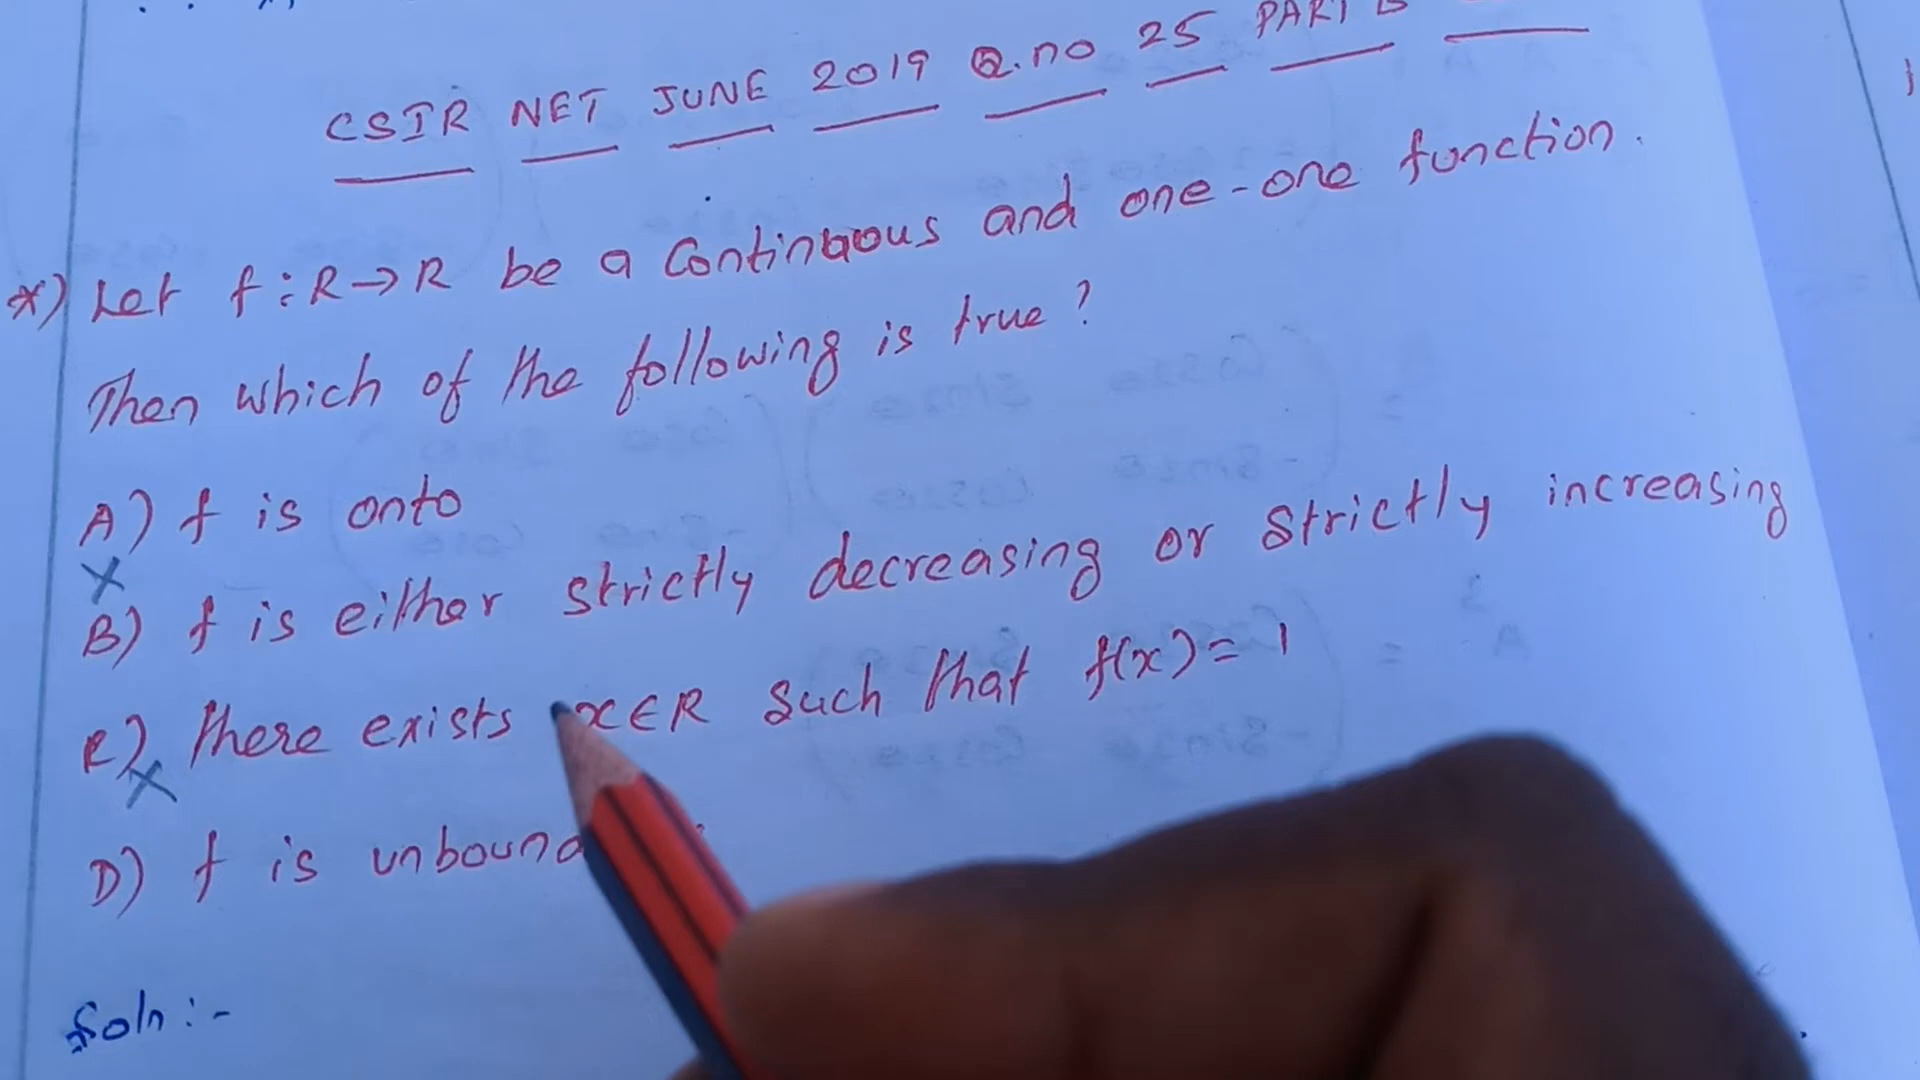 CSIR NET JUNE 2019 Q.no 25 PART B
*) Let f:R→R be a Continuous and one-one function.
Then which of the following is true?
A) f is onto
X
B) f is either strictly decreasing or strictly increasing
C) There exists x∈R such that f(x)=1
X
D) f is unbound
Soln:-